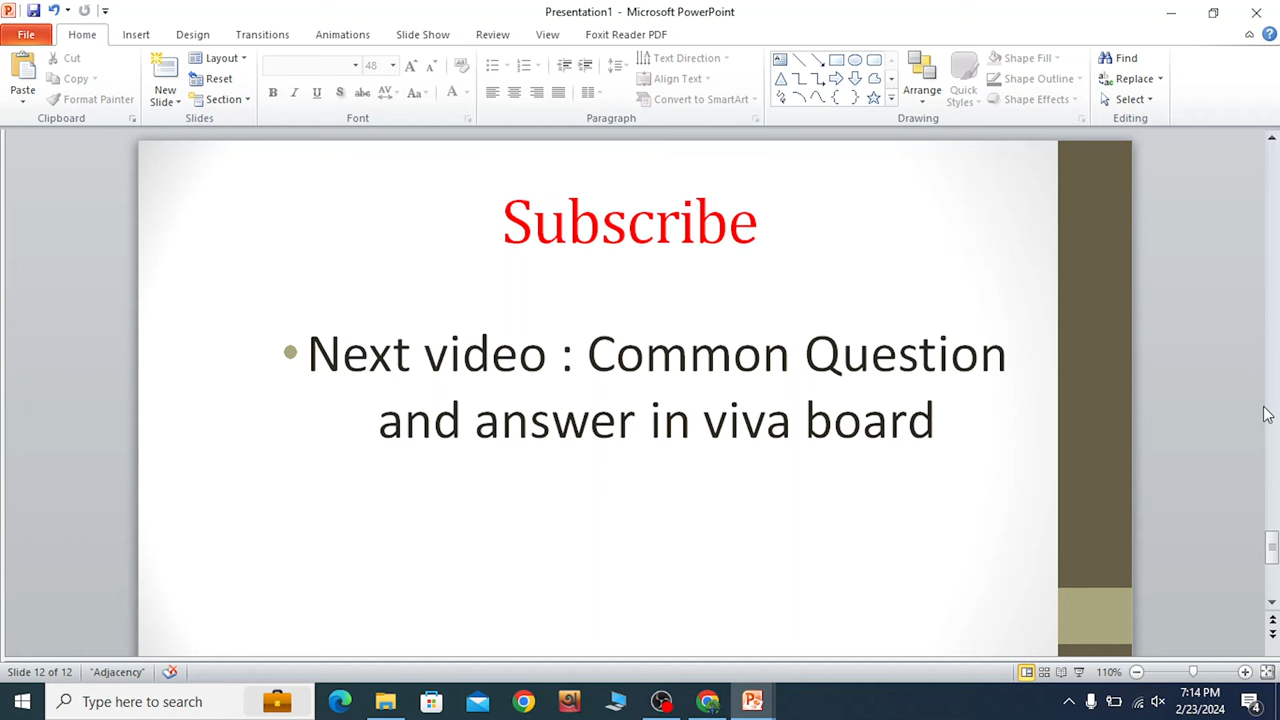 Presentation1 - Microsoft PowerPoint
File Home Insert Design Transitions Animations Slide Show Review View Foxit Reader PDF
Paste
Cut
Copy
Format Painter
Clipboard
New Slide
Layout
Reset
Section
Slides
48
Font
Text Direction
Align Text
Convert to SmartArt
Paragraph
Arrange
Quick Styles
Shape Fill
Shape Outline
Shape Effects
Drawing
Find
Replace
Select
Editing
Subscribe
• Next video : Common Question
and answer in viva board
Slide 12 of 12 "Adjacency" 110%
Type here to search
7:14 PM
2/23/2024
4